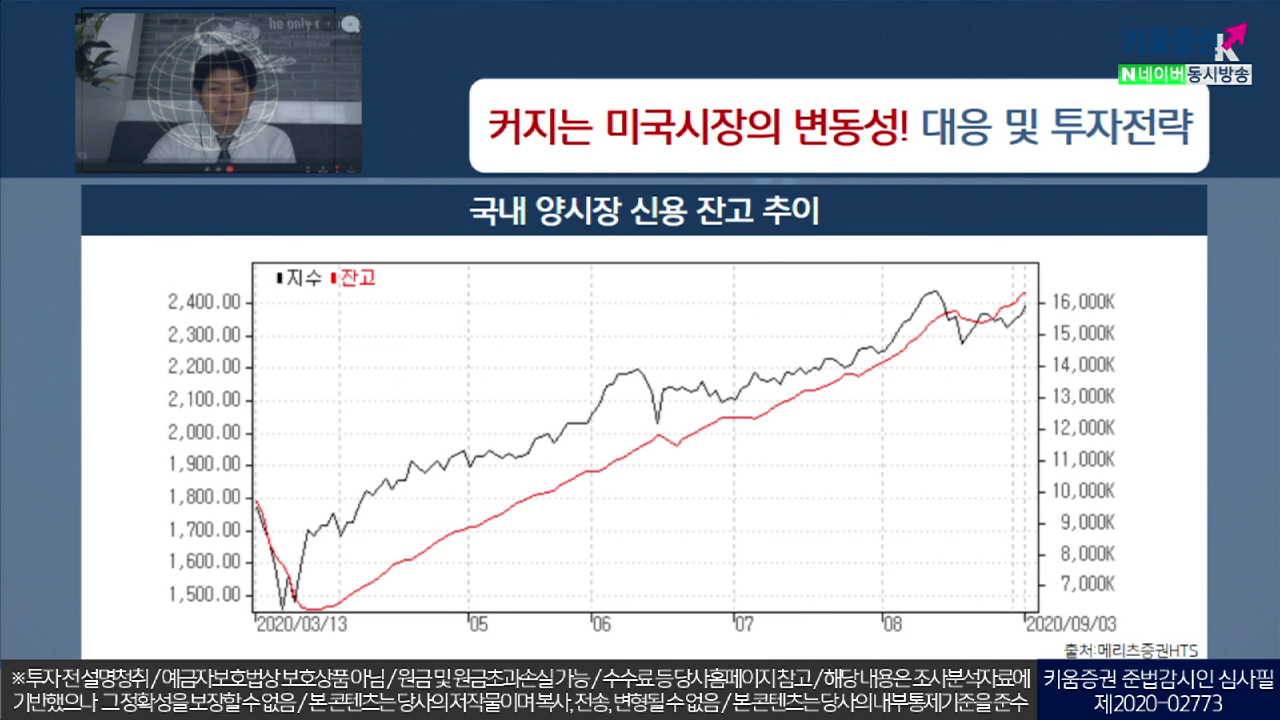 키움증권
N 네이버 동시방송
커지는 미국시장의 변동성! 대응 및 투자전략
국내 양시장 신용 잔고 추이
지수 잔고
2,400.00
2,300.00
2,200.00
2,100.00
2,000.00
1,900.00
1,800.00
1,700.00
1,600.00
1,500.00
16,000K
15,000K
14,000K
13,000K
12,000K
11,000K
10,000K
9,000K
8,000K
7,000K
2020/03/13 05 06 07 08 2020/09/03
출처:메리츠증권HTS
※투자 전 설명청취 / 예금자보호법상 보호상품 아님 / 원금 및 원금초과손실 가능 / 수수료 등 당사홈페이지 참고 / 해당 내용은 조사분석자료에
기반했으나 그 정확성을 보장할 수 없음 / 본 콘텐츠는 당사의 저작물이며 복사, 전송, 변형될 수 없음 / 본 콘텐츠는 당사의 내부통제기준을 준수
키움증권 준법감시인 심사필
제2020-02773